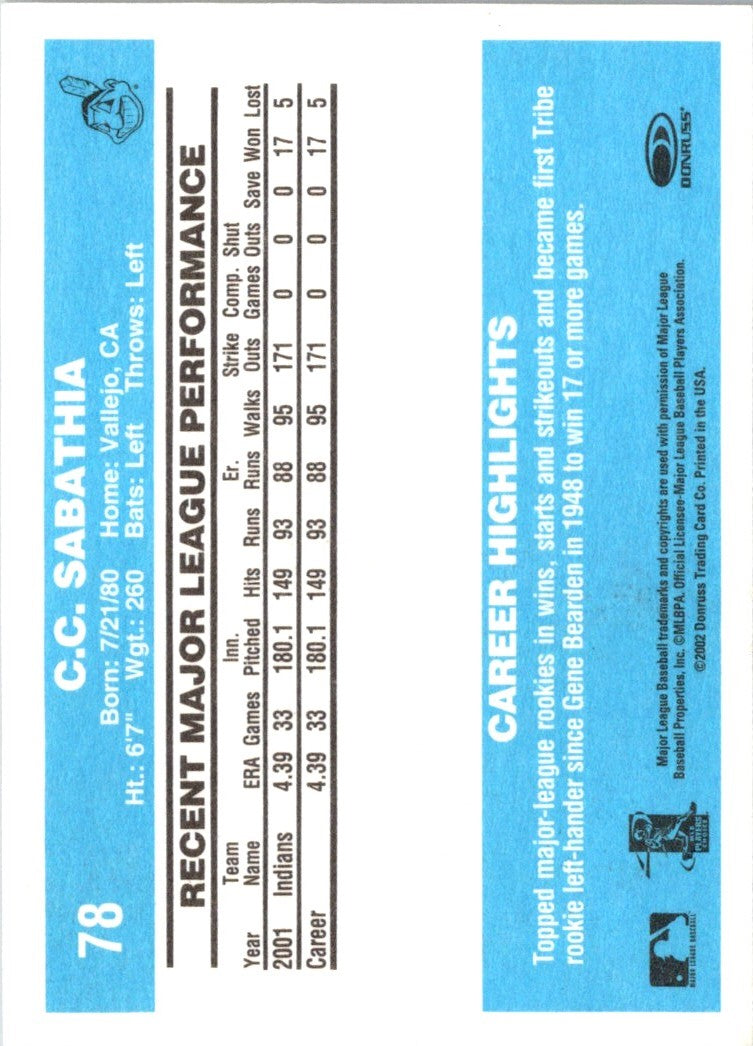 78
C.C. SABATHIA
Born: 7/21/80 Home: Vallejo, CA
Ht.: 6'7" Wgt.: 260 Bats: Left Throws: Left
RECENT MAJOR LEAGUE PERFORMANCE
Team Inn. Er. Strike Comp. Shut
Year Name ERA Games Pitched Hits Runs Runs Walks Outs Games Outs Save Won Lost
2001 Indians 4.39 33 180.1 149 93 88 95 171 0 0 0 17 5
Career 4.39 33 180.1 149 93 88 95 171 0 0 0 17 5
CAREER HIGHLIGHTS
Topped major-league rookies in wins, starts and strikeouts and became first Tribe
rookie left-hander since Gene Bearden in 1948 to win 17 or more games.
MAJOR LEAGUE BASEBALL
MLB
PLAYERS
CHOICE
Major League Baseball trademarks and copyrights are used with permission of Major League
Baseball Properties, Inc. ©MLBPA. Official Licensee-Major League Baseball Players Association.
©2002 Donruss Trading Card Co. Printed in the USA.
DONRUSS